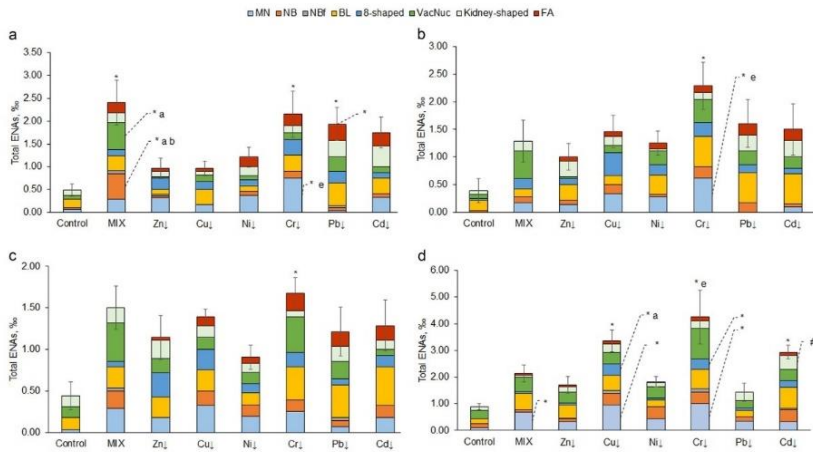 MN NB NBf BL 8-shaped VacNuc Kidney-shaped FA
a
Total ENAs, ‰
3.50
3.00
2.50
2.00
1.50
1.00
0.50
0.00
*
* a
* a b
*
* e
*
*
Control MIX Zn↓ Cu↓ Ni↓ Cr↓ Pb↓ Cd↓
b
Total ENAs, ‰
3.00
2.50
2.00
1.50
1.00
0.50
0.00
*
* e
Control MIX Zn↓ Cu↓ Ni↓ Cr↓ Pb↓ Cd↓
c
Total ENAs, ‰
2.00
1.50
1.00
0.50
0.00
*
Control MIX Zn↓ Cu↓ Ni↓ Cr↓ Pb↓ Cd↓
d
Total ENAs, ‰
6.00
5.00
4.00
3.00
2.00
1.00
0.00
*
*
* a
*
* e
*
*
*
#
Control MIX Zn↓ Cu↓ Ni↓ Cr↓ Pb↓ Cd↓